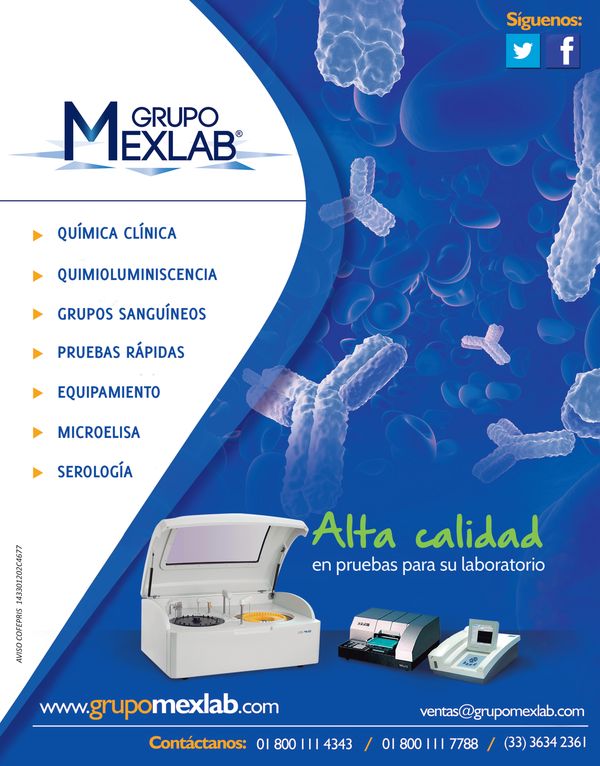 Síguenos:
GRUPO
MEXLAB®
QUÍMICA CLÍNICA
QUIMIOLUMINISCENCIA
GRUPOS SANGUÍNEOS
PRUEBAS RÁPIDAS
EQUIPAMIENTO
MICROELISA
SEROLOGÍA
AVISO COFEPRIS 143301202C4677
Alta calidad
en pruebas para su laboratorio
www.grupomexlab.com
ventas@grupomexlab.com
Contáctanos: 01 800 111 4343 / 01 800 111 7788 / (33) 3634 2361